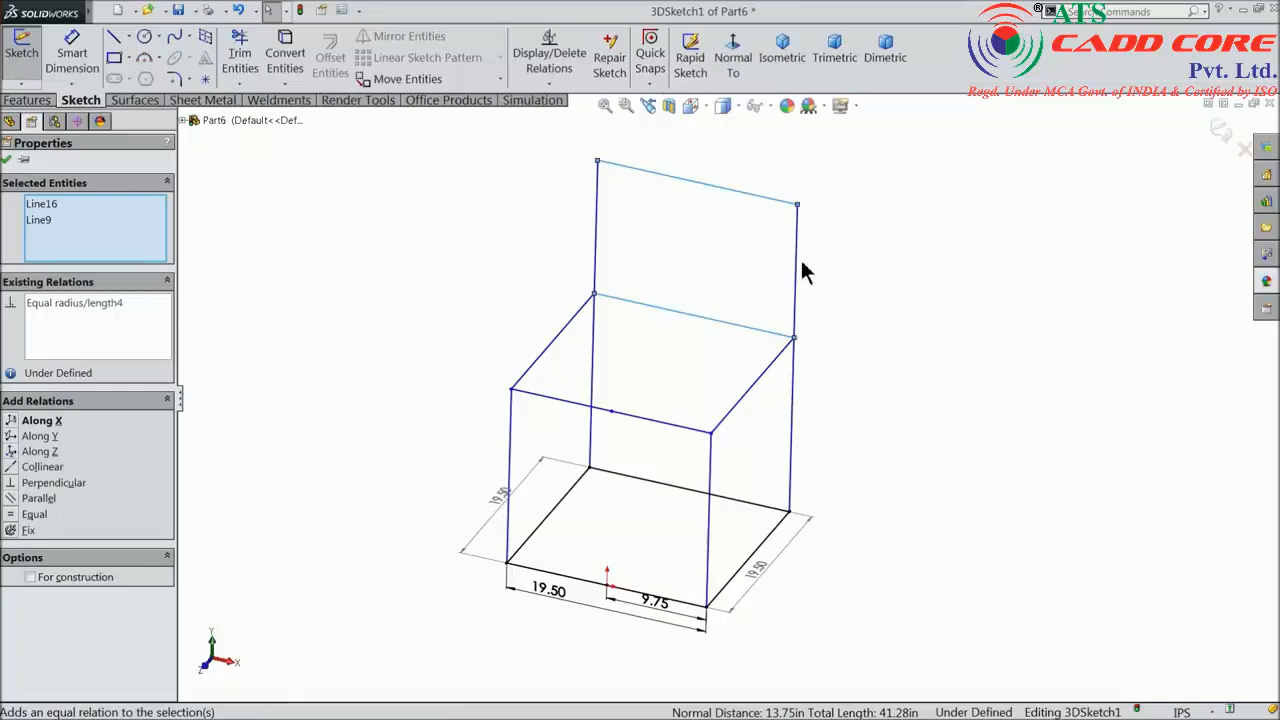 SOLIDWORKS
3DSketch1 of Part6 *
Commands
® ATS
CADD CORE
Pvt. Ltd.
Regd. Under MCA Govt. of INDIA & Certified by ISO
Sketch
Smart Dimension
Trim Entities
Convert Entities
Offset Entities
Mirror Entities
Linear Sketch Pattern
Move Entities
Display/Delete Relations
Repair Sketch
Quick Snaps
Rapid Sketch
Normal To
Isometric
Trimetric
Dimetric
Features
Sketch
Surfaces
Sheet Metal
Weldments
Render Tools
Office Products
Simulation
Part6 (Default<<Def...
Properties
?
Selected Entities
Line16
Line9
Existing Relations
Equal radius/length4
Under Defined
Add Relations
Along X
Along Y
Along Z
Collinear
Perpendicular
Parallel
Equal
Fix
Options
For construction
19.50
19.50
19.50
9.75
Y
X
Z
Adds an equal relation to the selection(s)
Normal Distance: 13.75in Total Length: 41.28in
Under Defined
Editing 3DSketch1
IPS